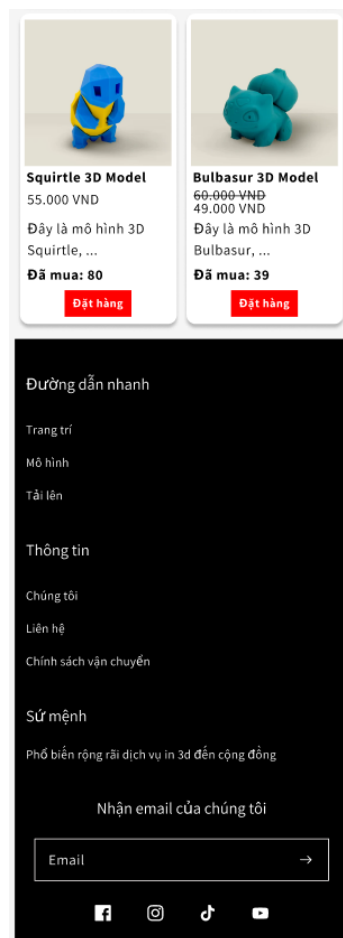 Squirtle 3D Model
55.000 VND
Đây là mô hình 3D
Squirtle, ...
Đã mua: 80
Đặt hàng
Bulbasur 3D Model
60.000 VND
49.000 VND
Đây là mô hình 3D
Bulbasur, ...
Đã mua: 39
Đặt hàng
Đường dẫn nhanh
Trang trí
Mô hình
Tải lên
Thông tin
Chúng tôi
Liên hệ
Chính sách vận chuyển
Sứ mệnh
Phổ biến rộng rãi dịch vụ in 3d đến cộng đồng
Nhận email của chúng tôi
Email